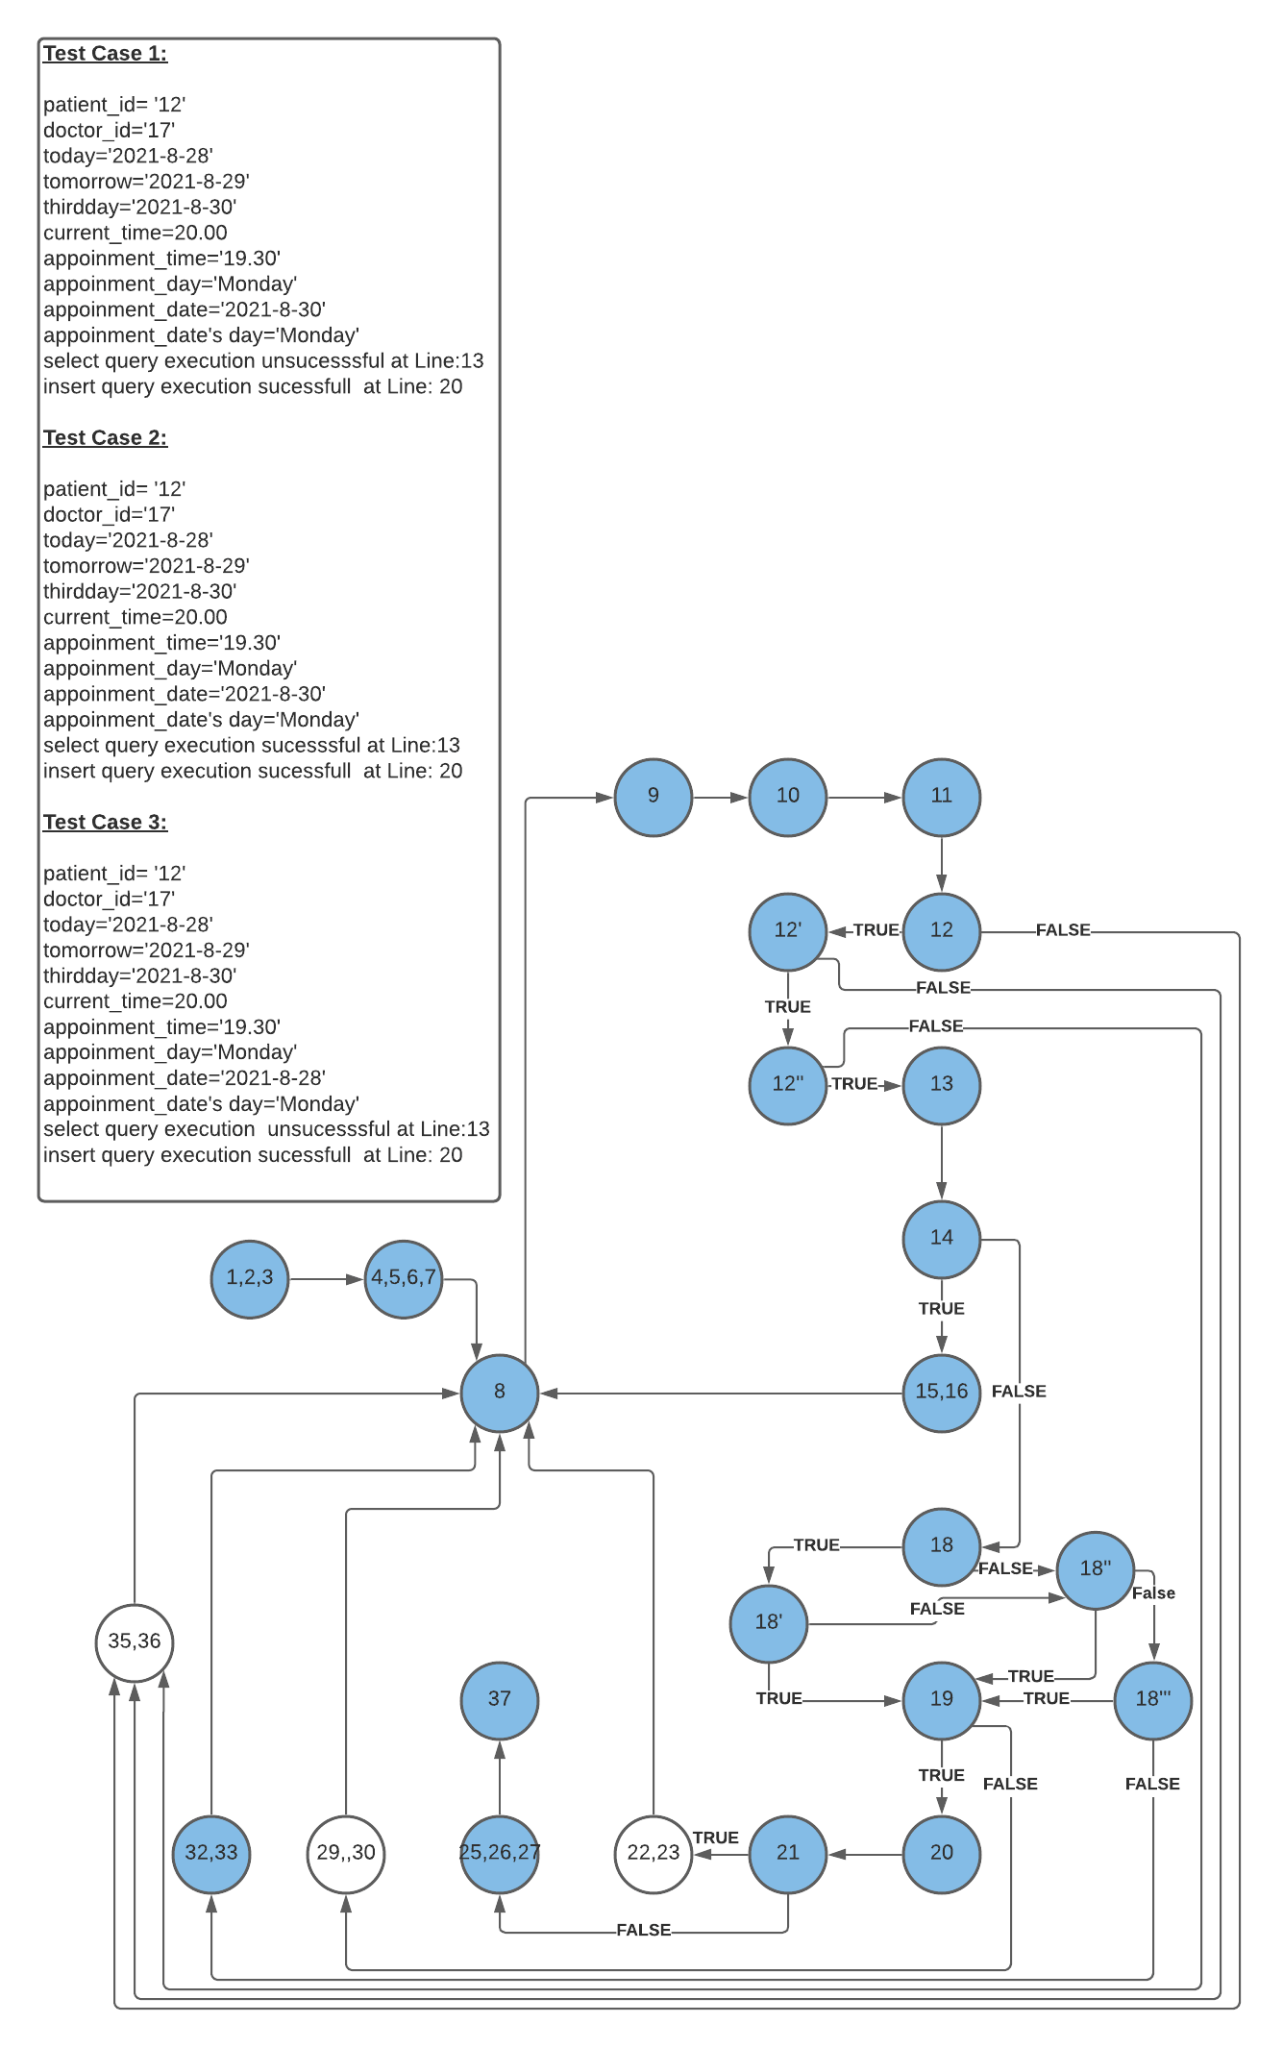 Test Case 1:
patient_id= '12'
doctor_id='17'
today='2021-8-28'
tomorrow='2021-8-29'
thirdday='2021-8-30'
current_time=20.00
appoinment_time='19.30'
appoinment_day='Monday'
appoinment_date='2021-8-30'
appoinment_date's day='Monday'
select query execution unsucesssful at Line:13
insert query execution sucessfull  at Line: 20
Test Case 2:
patient_id= '12'
doctor_id='17'
today='2021-8-28'
tomorrow='2021-8-29'
thirdday='2021-8-30'
current_time=20.00
appoinment_time='19.30'
appoinment_day='Monday'
appoinment_date='2021-8-30'
appoinment_date's day='Monday'
select query execution sucesssful at Line:13
insert query execution sucessfull  at Line: 20
Test Case 3:
patient_id= '12'
doctor_id='17'
today='2021-8-28'
tomorrow='2021-8-29'
thirdday='2021-8-30'
current_time=20.00
appoinment_time='19.30'
appoinment_day='Monday'
appoinment_date='2021-8-28'
appoinment_date's day='Monday'
select query execution  unsucesssful at Line:13
insert query execution sucessfull  at Line: 20
9
10
11
12'
TRUE
12
FALSE
FALSE
TRUE
FALSE
12''
TRUE
13
14
1,2,3
4,5,6,7
TRUE
8
15,16
FALSE
TRUE
18
FALSE
18''
False
18'
FALSE
35,36
TRUE
37
TRUE
19
TRUE
18'''
TRUE
FALSE
FALSE
32,33
29,,30
25,26,27
22,23
TRUE
21
20
FALSE